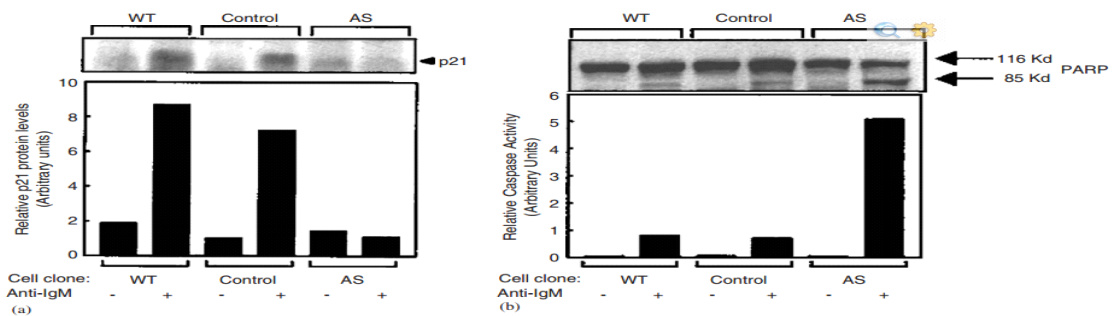 WT Control AS
p21
Relative p21 protein levels
(Arbitrary units)
10
8
6
4
2
0
Cell clone: WT Control AS
Anti-IgM - + - + - +
(a)
WT Control AS
116 Kd
85 Kd
PARP
Relative Caspase Activity
(Arbitrary Units)
6
5
4
3
2
1
0
Cell clone: WT Control AS
Anti-IgM - + - + - +
(b)